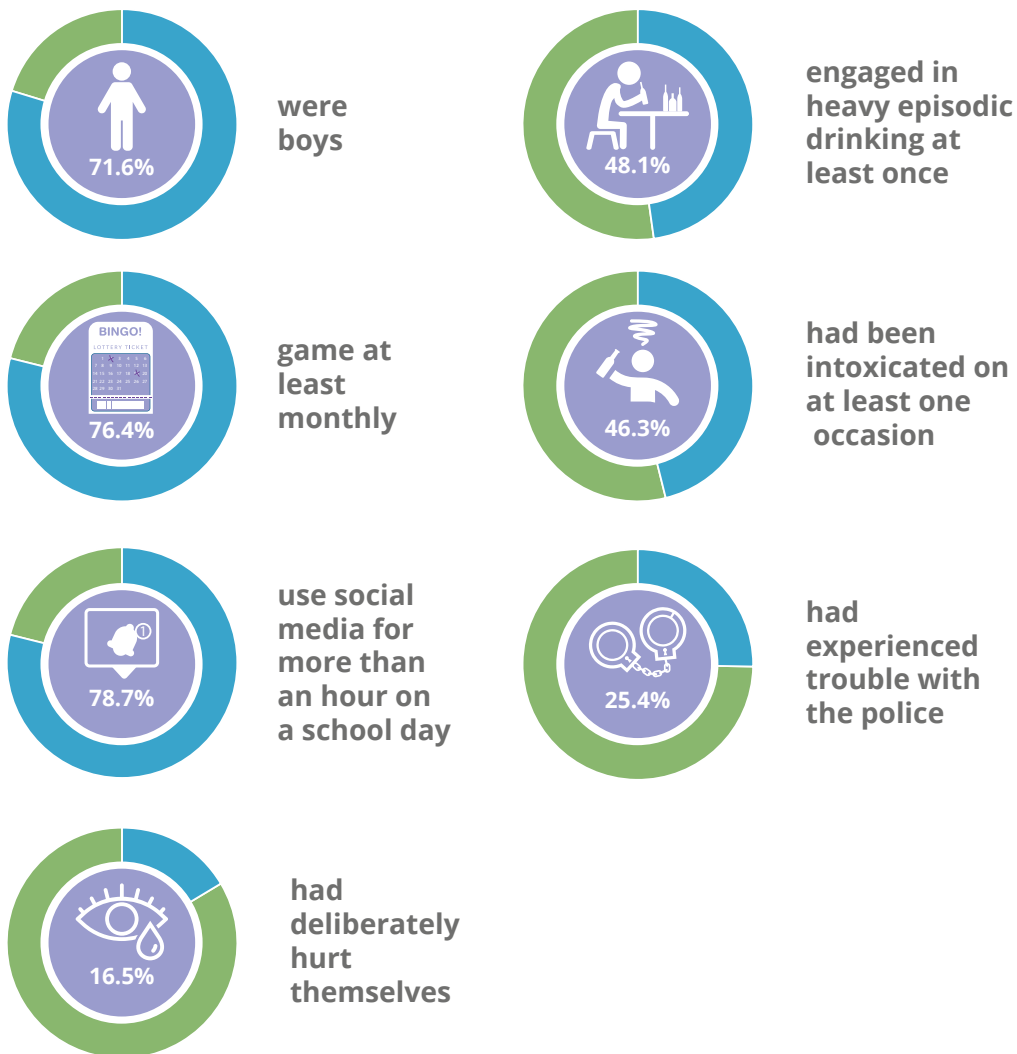 71.6%
were
boys
48.1%
engaged in
heavy episodic
drinking at
least once
BINGO!
LOTTERY TICKET
76.4%
game at
least
monthly
46.3%
had been
intoxicated on
at least one
occasion
1
78.7%
use social
media for
more than
an hour on
a school day
25.4%
had
experienced
trouble with
the police
16.5%
had
deliberately
hurt
themselves